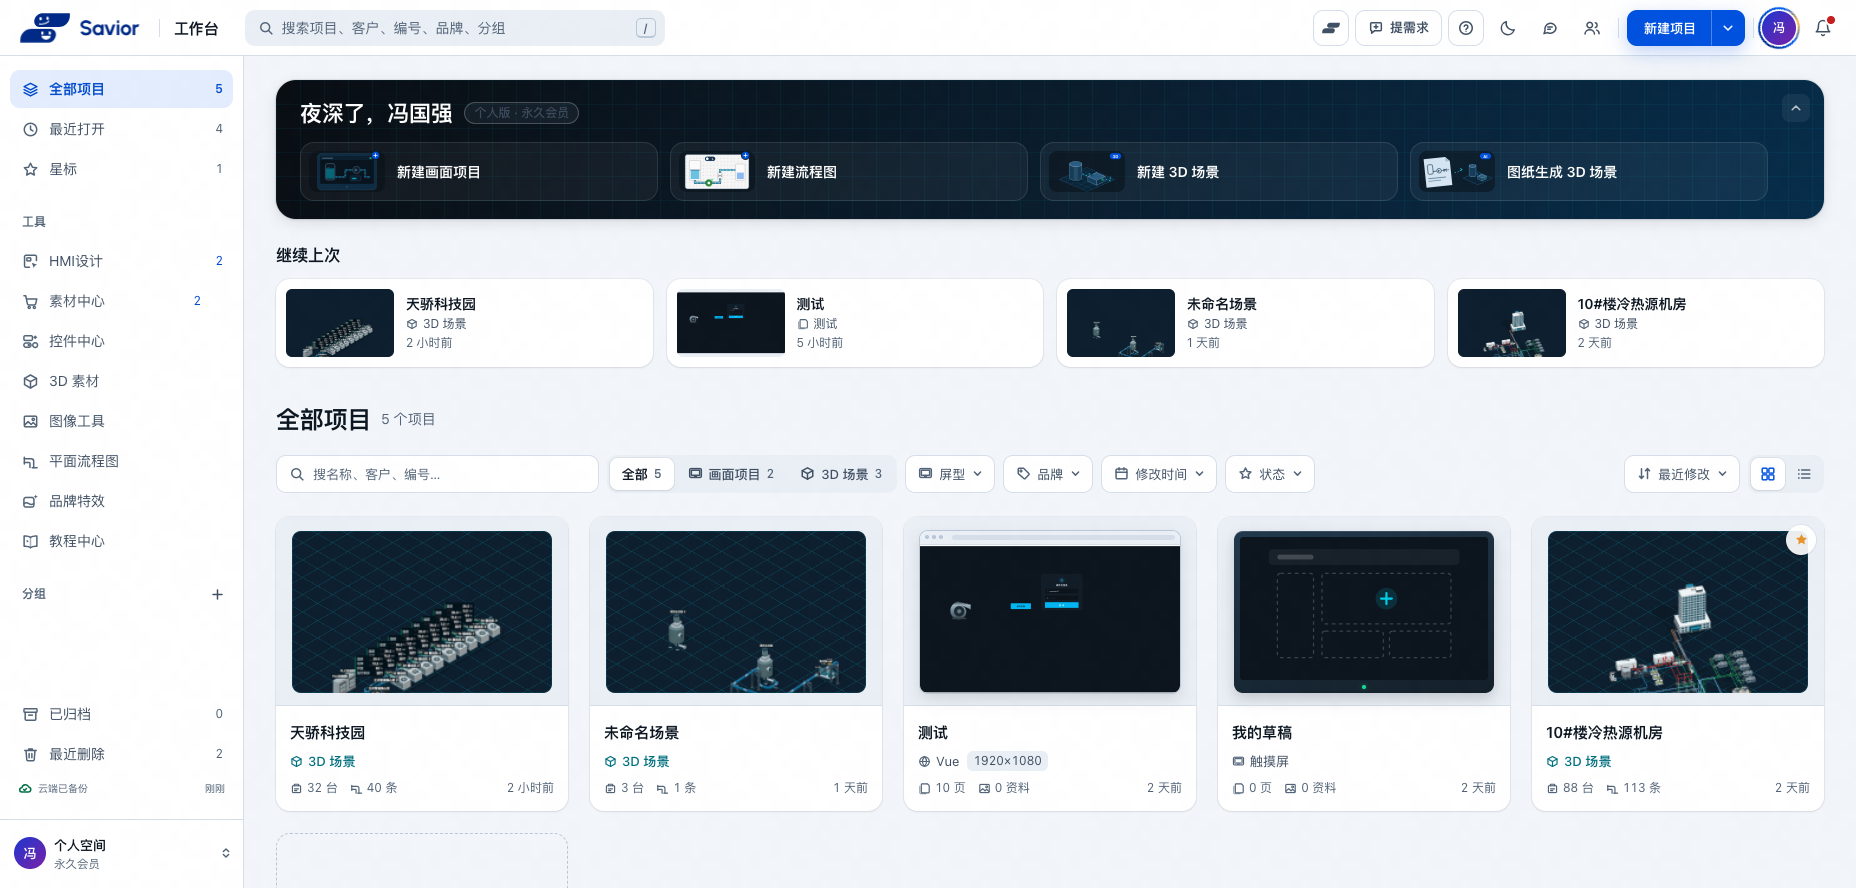 Savior
工作台
搜索项目、客户、编号、品牌、分组
/
提需求
新建项目
冯
全部项目 5
最近打开 4
星标 1
工具
HMI设计 2
素材中心 2
控件中心
3D 素材
图像工具
平面流程图
品牌特效
教程中心
分组
已归档 0
最近删除 2
云端已备份 刚刚
冯
个人空间
永久会员
夜深了，冯国强
个人版 · 永久会员
新建画面项目
新建流程图
新建 3D 场景
图纸生成 3D 场景
继续上次
天骄科技园
3D 场景
2 小时前
测试
测试
5 小时前
未命名场景
3D 场景
1 天前
10#楼冷热源机房
3D 场景
2 天前
全部项目 5 个项目
搜名称、客户、编号...
全部 5
画面项目 2
3D 场景 3
屏型
品牌
修改时间
状态
最近修改
天骄科技园
3D 场景
32 台 40 条 2 小时前
未命名场景
3D 场景
3 台 1 条 1 天前
测试
Vue 1920×1080
10 页 0 资料 2 天前
我的草稿
触摸屏
0 页 0 资料 2 天前
10#楼冷热源机房
3D 场景
88 台 113 条 2 天前